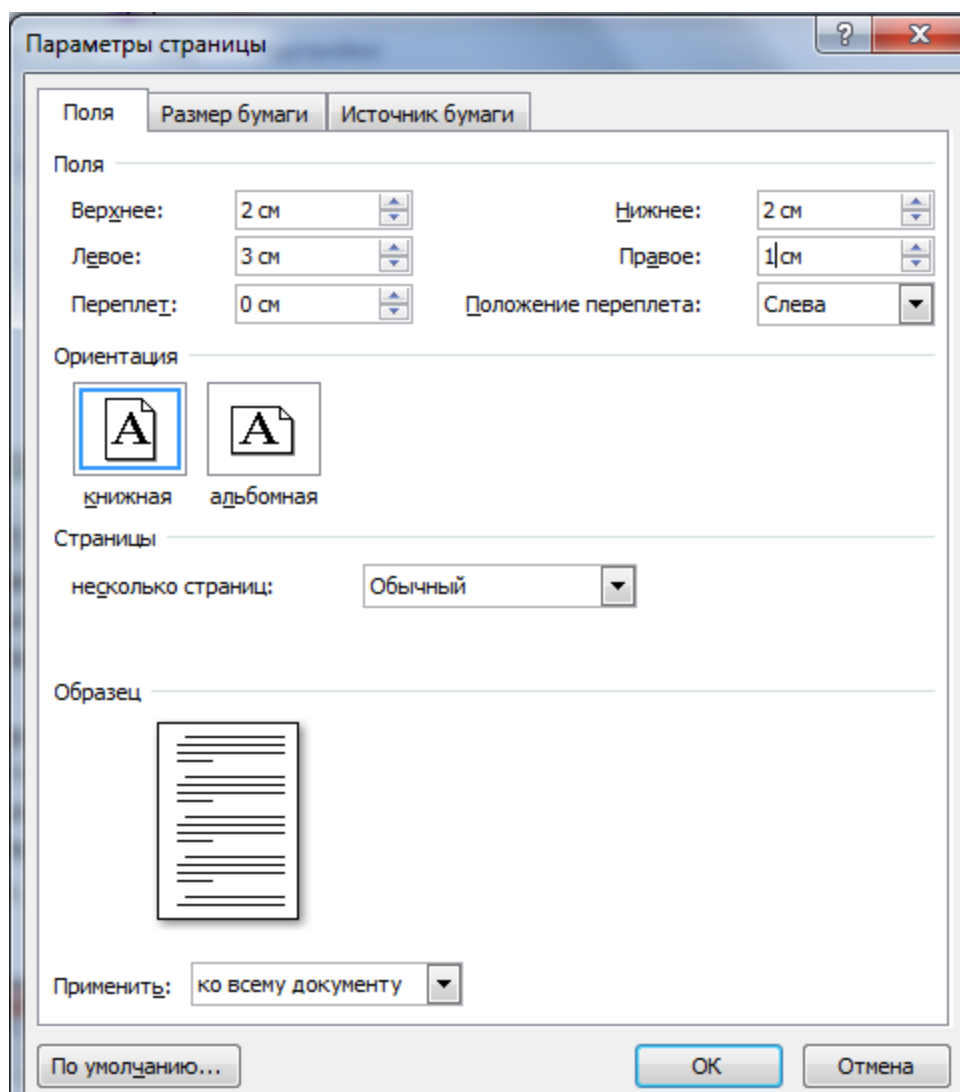 Параметры страницы
Поля Размер бумаги Источник бумаги
Поля
Верхнее: 2 см Нижнее: 2 см
Левое: 3 см Правое: 1 см
Переплет: 0 см Положение переплета: Слева
Ориентация
A A
книжная альбомная
Страницы
несколько страниц: Обычный
Образец
Применить: ко всему документу
По умолчанию... ОК Отмена